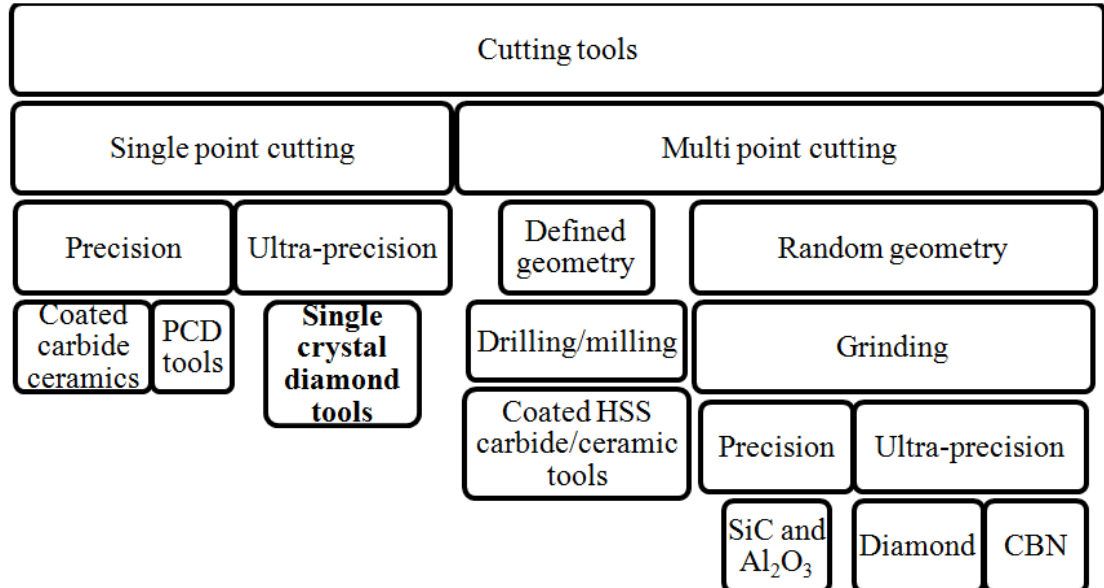 Cutting tools
Single point cutting
Multi point cutting
Precision
Ultra-precision
Defined
geometry
Random geometry
Coated
carbide
ceramics
PCD
tools
Single
crystal
diamond
tools
Drilling/milling
Grinding
Coated HSS
carbide/ceramic
tools
Precision
Ultra-precision
SiC and
Al₂O₃
Diamond
CBN